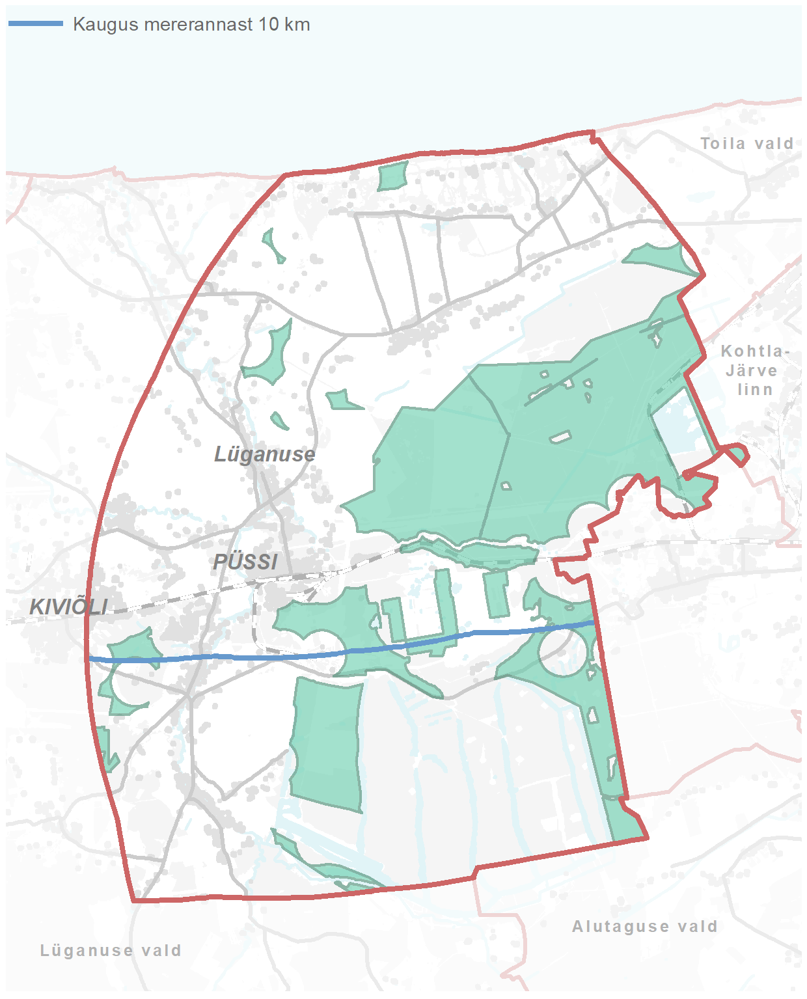 Kaugus mererannast 10 km
Toila vald
Kohtla-
Järve
linn
Lüganuse
PÜSSI
KIVIÕLI
Alutaguse vald
Lüganuse vald